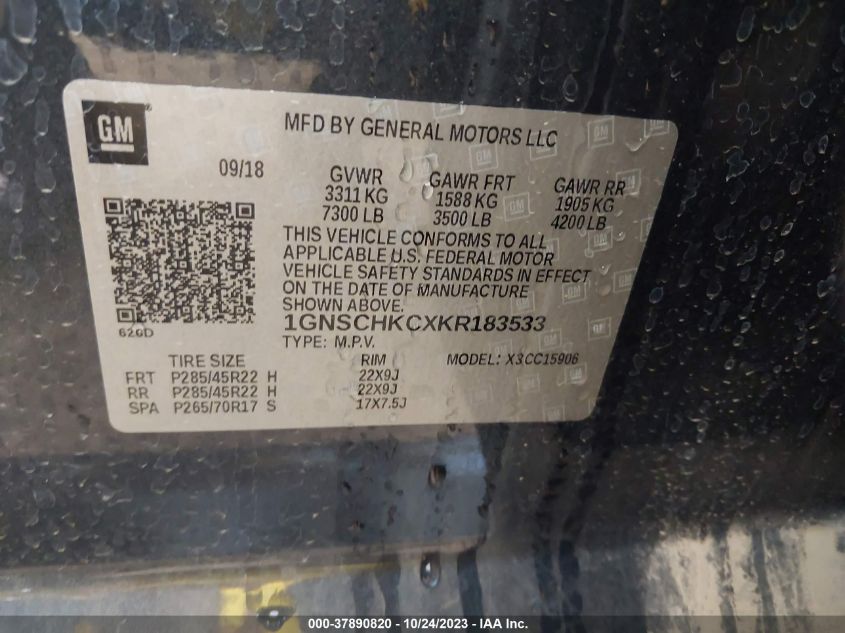 GM
MFD BY GENERAL MOTORS LLC
09/18
GVWR GAWR FRT GAWR RR
3311 KG 1588 KG 1905 KG
7300 LB 3500 LB 4200 LB
THIS VEHICLE CONFORMS TO ALL
APPLICABLE U.S. FEDERAL MOTOR
VEHICLE SAFETY STANDARDS IN EFFECT
ON THE DATE OF MANUFACTURE
SHOWN ABOVE.
1GNSCHKCXKR183533
TYPE: M.P.V. MODEL: X3 CC15906
TIRE SIZE RIM
FRT P285/45R22 H 22X9J
RR P285/45R22 H 22X9J
SPA P265/70R17 S 17X7.5J
000-37890820 - 10/24/2023 - IAA Inc.